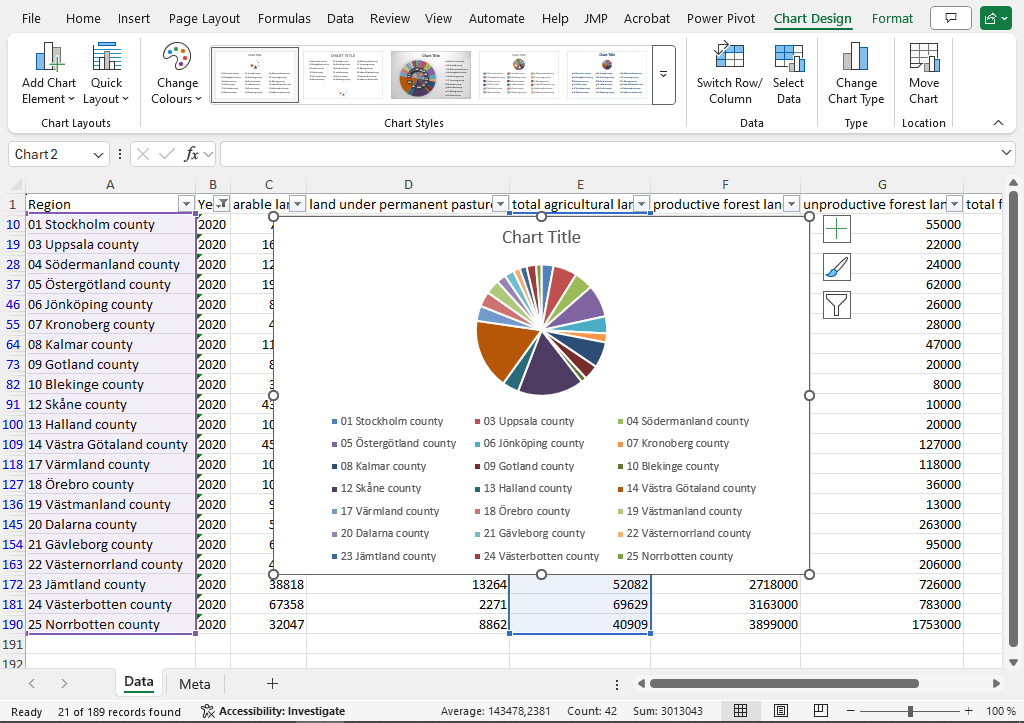 File Home Insert Page Layout Formulas Data Review View Automate Help JMP Acrobat Power Pivot Chart Design Format
Add Chart Element
Quick Layout
Change Colours
Switch Row/ Column
Select Data
Change Chart Type
Move Chart
Chart Layouts Chart Styles Data Type Location
Chart 2 fx
A B C D E F G
1 Region Ye arable lan land under permanent pasture total agricultural lan productive forest land unproductive forest lan total f
10 01 Stockholm county 2020 55000
19 03 Uppsala county 2020 16 22000
28 04 Södermanland county 2020 12 24000
37 05 Östergötland county 2020 19 62000
46 06 Jönköping county 2020 8 26000
55 07 Kronoberg county 2020 4 28000
64 08 Kalmar county 2020 11 47000
73 09 Gotland county 2020 8 20000
82 10 Blekinge county 2020 3 8000
91 12 Skåne county 2020 43 10000
100 13 Halland county 2020 10 20000
109 14 Västra Götaland county 2020 45 127000
118 17 Värmland county 2020 10 118000
127 18 Örebro county 2020 10 36000
136 19 Västmanland county 2020 9 13000
145 20 Dalarna county 2020 5 263000
154 21 Gävleborg county 2020 6 95000
163 22 Västernorrland county 2020 4 206000
172 23 Jämtland county 2020 38818 13264 52082 2718000 726000
181 24 Västerbotten county 2020 67358 2271 69629 3163000 783000
190 25 Norrbotten county 2020 32047 8862 40909 3899000 1753000
191
192
Chart Title
01 Stockholm county 03 Uppsala county 04 Södermanland county
05 Östergötland county 06 Jönköping county 07 Kronoberg county
08 Kalmar county 09 Gotland county 10 Blekinge county
12 Skåne county 13 Halland county 14 Västra Götaland county
17 Värmland county 18 Örebro county 19 Västmanland county
20 Dalarna county 21 Gävleborg county 22 Västernorrland county
23 Jämtland county 24 Västerbotten county 25 Norrbotten county
Data Meta
Ready 21 of 189 records found Accessibility: Investigate Average: 143478,2381 Count: 42 Sum: 3013043 100 %